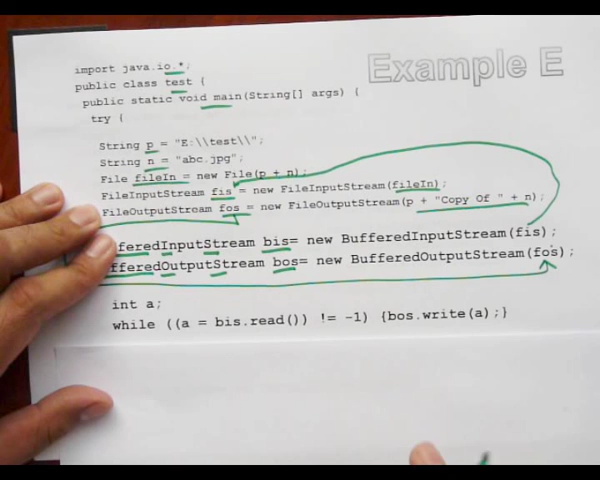 Example E
import java.io.*;
public class test {
public static void main(String[] args) {
try {
String p = "E:\\test\\";
String n = "abc.jpg";
File fileIn = new File(p + n);
FileInputStream fis = new FileInputStream(fileIn);
FileOutputStream fos = new FileOutputStream(p + "Copy Of " + n);
fferedInputStream bis= new BufferedInputStream(fis);
fferedOutputStream bos= new BufferedOutputStream(fos);
int a;
while ((a = bis.read()) != -1) {bos.write(a);}